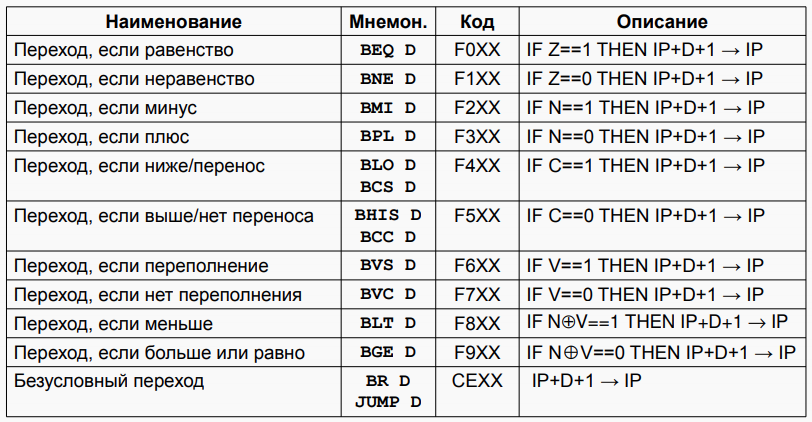 Наименование Мнемон. Код Описание
Переход, если равенство BEQ D F0XX IF Z==1 THEN IP+D+1 → IP
Переход, если неравенство BNE D F1XX IF Z==0 THEN IP+D+1 → IP
Переход, если минус BMI D F2XX IF N==1 THEN IP+D+1 → IP
Переход, если плюс BPL D F3XX IF N==0 THEN IP+D+1 → IP
Переход, если ниже/перенос BLO D F4XX IF C==1 THEN IP+D+1 → IP
BCS D
Переход, если выше/нет переноса BHIS D F5XX IF C==0 THEN IP+D+1 → IP
BCC D
Переход, если переполнение BVS D F6XX IF V==1 THEN IP+D+1 → IP
Переход, если нет переполнения BVC D F7XX IF V==0 THEN IP+D+1 → IP
Переход, если меньше BLT D F8XX IF N⊕V==1 THEN IP+D+1 → IP
Переход, если больше или равно BGE D F9XX IF N⊕V==0 THEN IP+D+1 → IP
Безусловный переход BR D CEXX IP+D+1 → IP
JUMP D